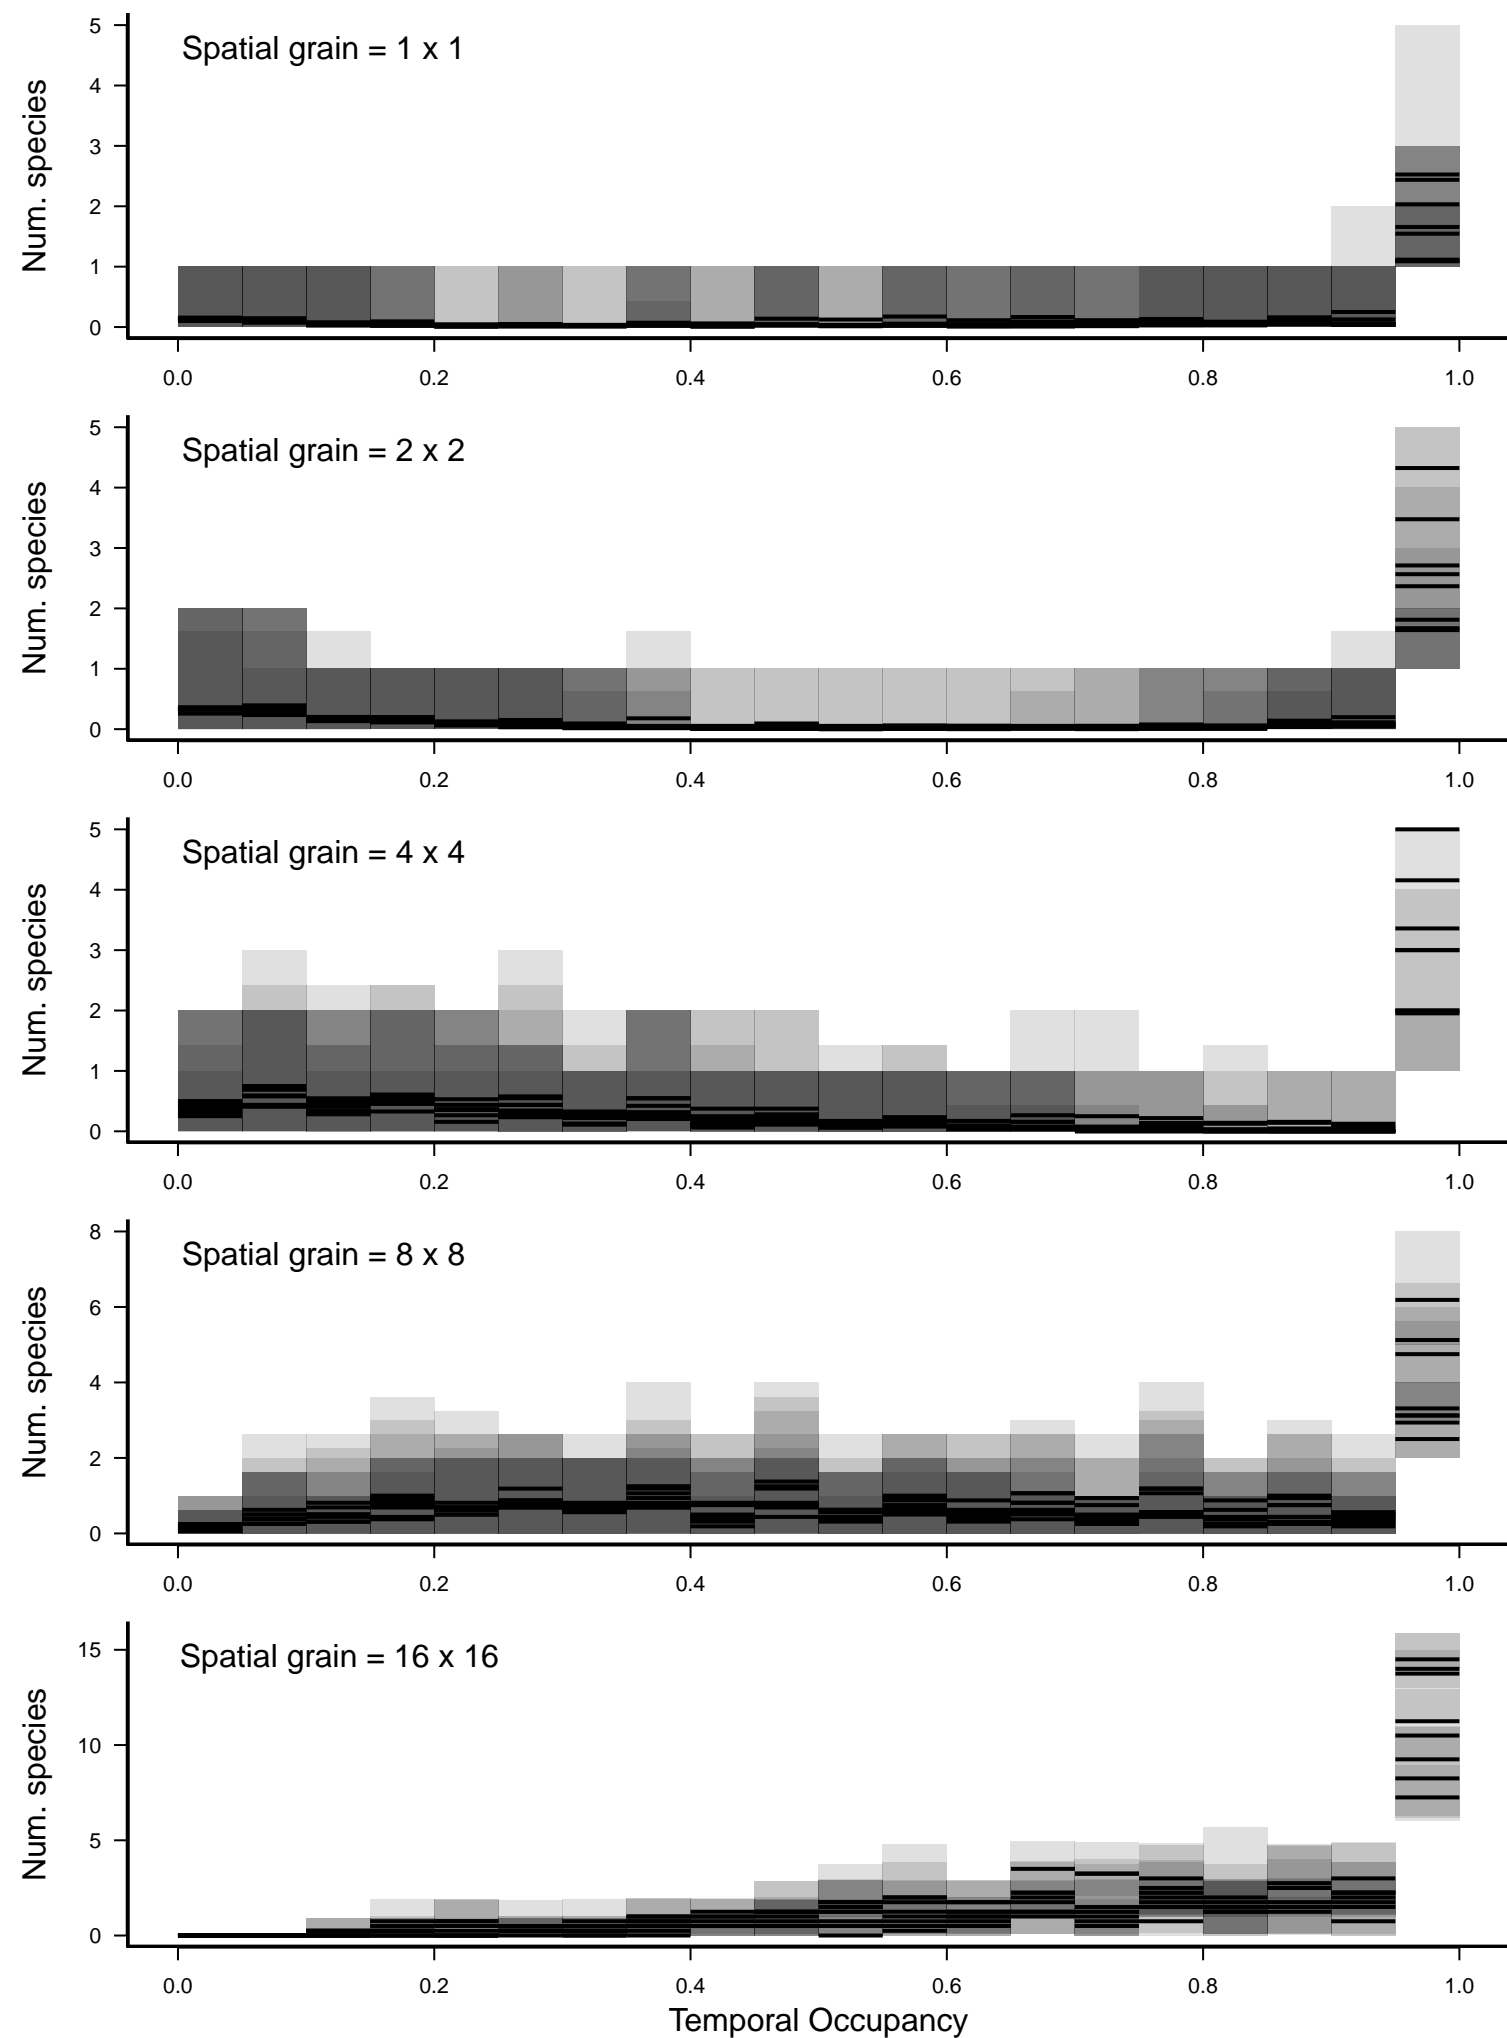 5
Spatial grain = 1 x 1
4
3
Num. species
2
1
0
0.0 0.2 0.4 0.6 0.8 1.0
5
Spatial grain = 2 x 2
4
3
Num. species
2
1
0
0.0 0.2 0.4 0.6 0.8 1.0
5
Spatial grain = 4 x 4
4
3
Num. species
2
1
0
0.0 0.2 0.4 0.6 0.8 1.0
8
Spatial grain = 8 x 8
6
Num. species
4
2
0
0.0 0.2 0.4 0.6 0.8 1.0
15
Spatial grain = 16 x 16
10
Num. species
5
0
0.0 0.2 0.4 0.6 0.8 1.0
Temporal Occupancy